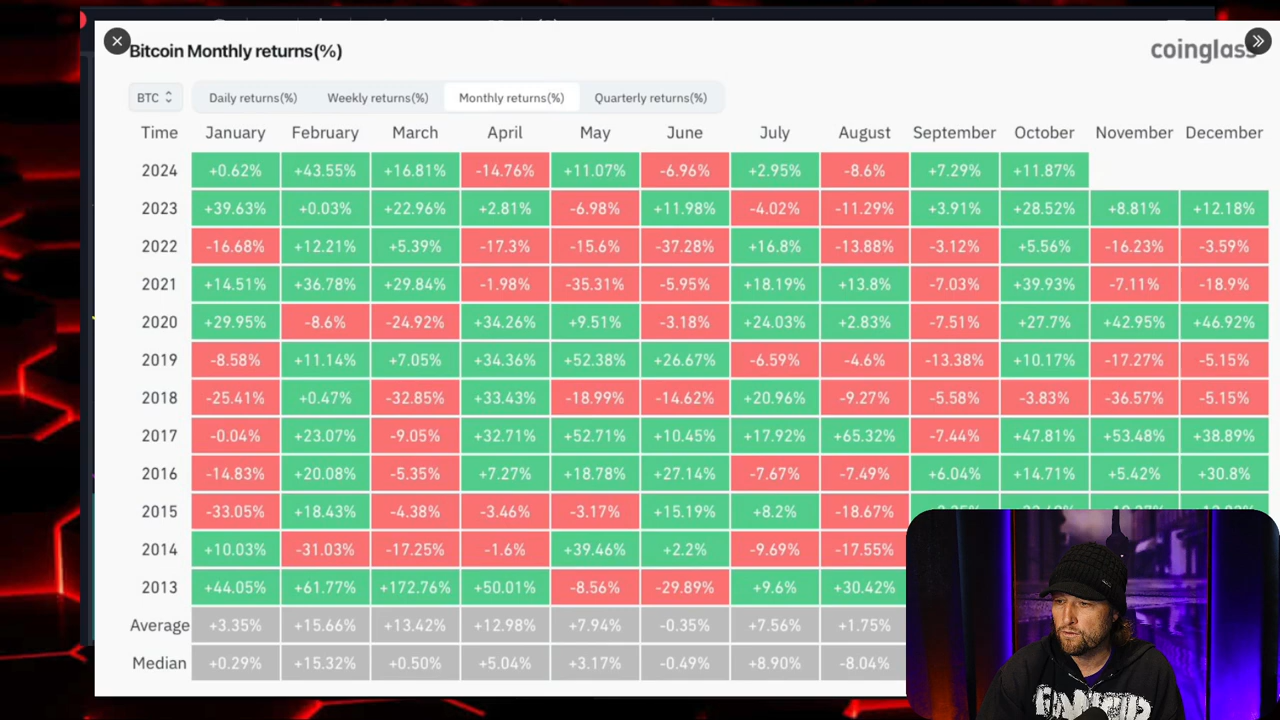 Bitcoin Monthly returns(%)
coinglass
BTC Daily returns(%) Weekly returns(%) Monthly returns(%) Quarterly returns(%)
Time January February March April May June July August September October November December
2024 +0.62% +43.55% +16.81% -14.76% +11.07% -6.96% +2.95% -8.6% +7.29% +11.87%
2023 +39.63% +0.03% +22.96% +2.81% -6.98% +11.98% -4.02% -11.29% +3.91% +28.52% +8.81% +12.18%
2022 -16.68% +12.21% +5.39% -17.3% -15.6% -37.28% +16.8% -13.88% -3.12% +5.56% -16.23% -3.59%
2021 +14.51% +36.78% +29.84% -1.98% -35.31% -5.95% +18.19% +13.8% -7.03% +39.93% -7.11% -18.9%
2020 +29.95% -8.6% -24.92% +34.26% +9.51% -3.18% +24.03% +2.83% -7.51% +27.7% +42.95% +46.92%
2019 -8.58% +11.14% +7.05% +34.36% +52.38% +26.67% -6.59% -4.6% -13.38% +10.17% -17.27% -5.15%
2018 -25.41% +0.47% -32.85% +33.43% -18.99% -14.62% +20.96% -9.27% -5.58% -3.83% -36.57% -5.15%
2017 -0.04% +23.07% -9.05% +32.71% +52.71% +10.45% +17.92% +65.32% -7.44% +47.81% +53.48% +38.89%
2016 -14.83% +20.08% -5.35% +7.27% +18.78% +27.14% -7.67% -7.49% +6.04% +14.71% +5.42% +30.8%
2015 -33.05% +18.43% -4.38% -3.46% -3.17% +15.19% +8.2% -18.67%
2014 +10.03% -31.03% -17.25% -1.6% +39.46% +2.2% -9.69% -17.55%
2013 +44.05% +61.77% +172.76% +50.01% -8.56% -29.89% +9.6% +30.42%
Average +3.35% +15.66% +13.42% +12.98% +7.94% -0.35% +7.56% +1.75%
Median +0.29% +15.32% +0.50% +5.04% +3.17% -0.49% +8.90% -8.04%